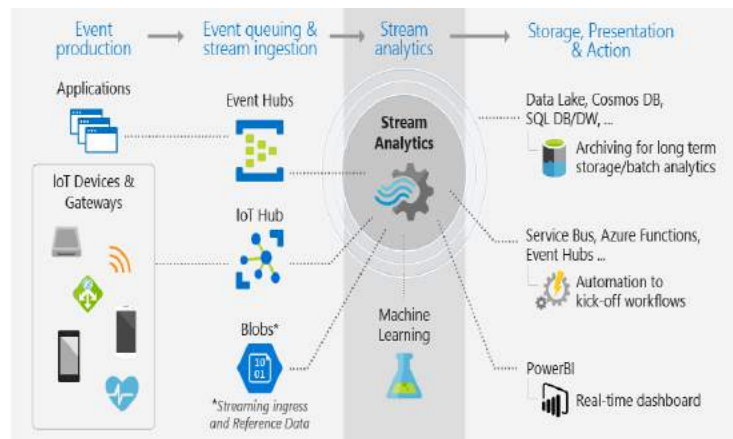 Event
production
Event queuing &
stream ingestion
Stream
analytics
Storage, Presentation
& Action
Applications
IoT Devices &
Gateways
Event Hubs
IoT Hub
Blobs*
10
01
*Streaming ingress
and Reference Data
Stream
Analytics
Machine
Learning
Data Lake, Cosmos DB,
SQL DB/DW, ...
Archiving for long term
storage/batch analytics
Service Bus, Azure Functions,
Event Hubs ...
Automation to
kick-off workflows
PowerBI
Real-time dashboard